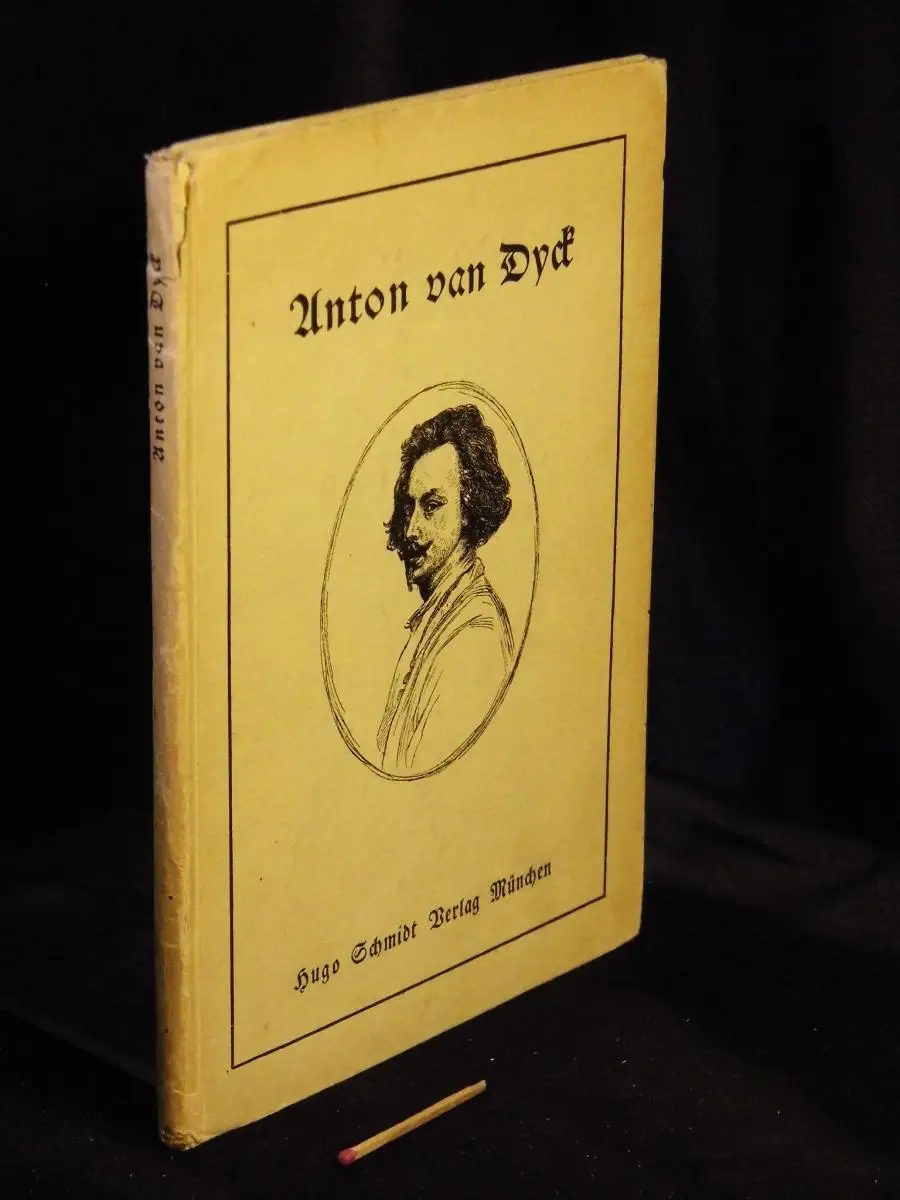 Anton van Dyck
Anton van Dyck
Hugo Schmidt Verlag München